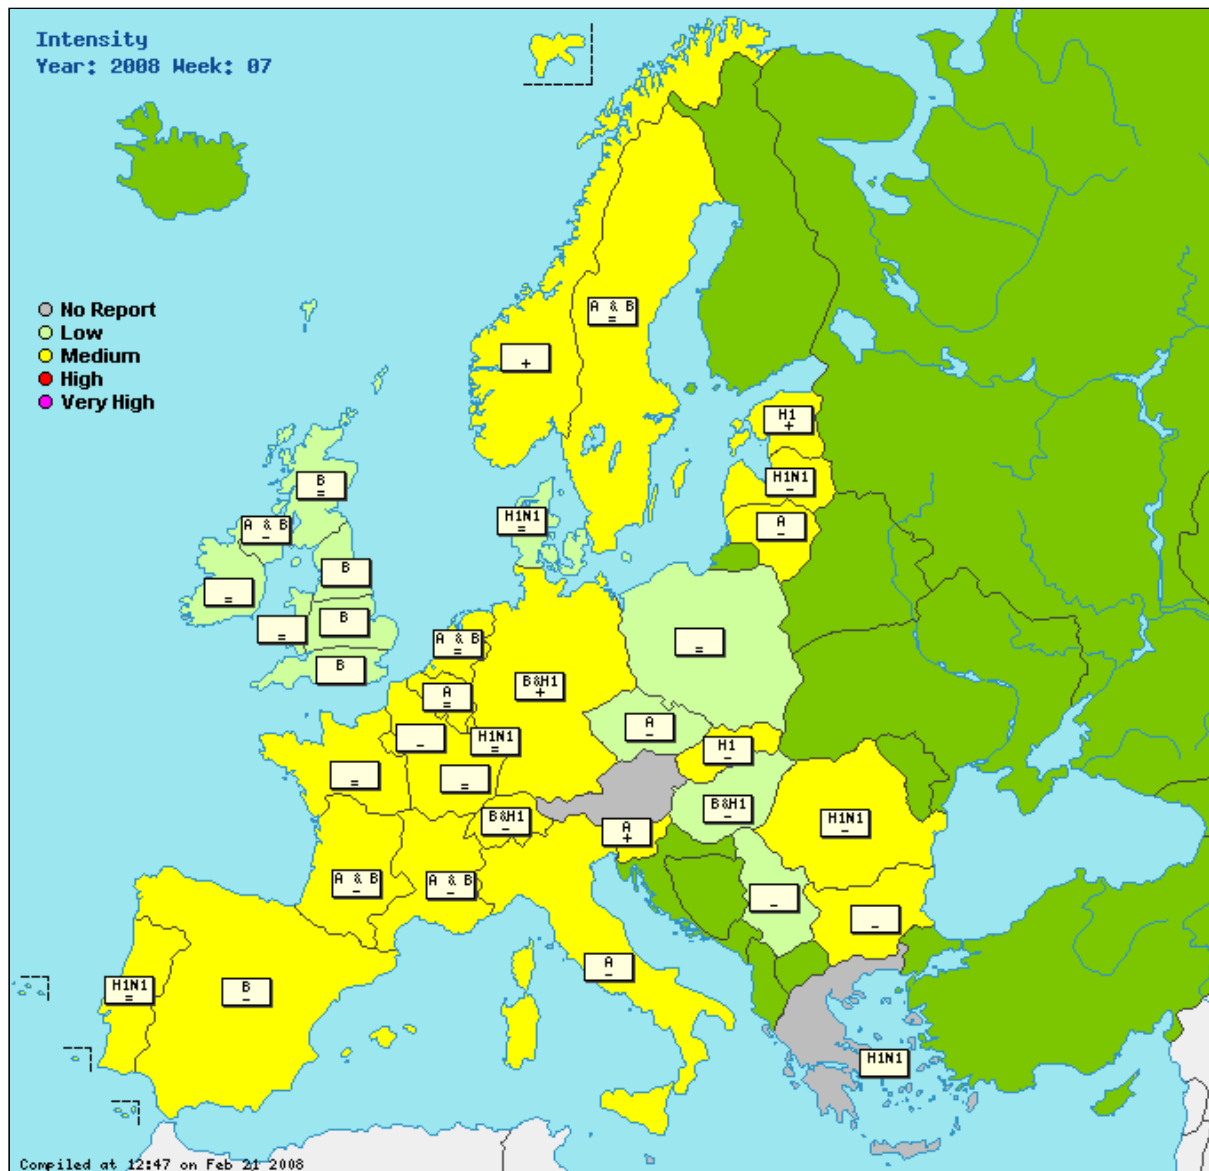 Intensity
Year: 2008 Week: 07
No Report
Low
Medium
High
Very High
A & B
=
+
H1
+
B
=
H1N1
-
A & B
-
H1N1
=
A
-
B
=
B
=
A & B
=
=
B
B&H1
+
A
=
A
-
-
H1N1
=
H1
-
=
=
B&H1
-
B&H1
-
H1N1
-
A
+
A & B
-
A & B
-
-
-
A
-
H1N1
=
B
-
H1N1
Compiled at 12:47 on Feb 21 2008